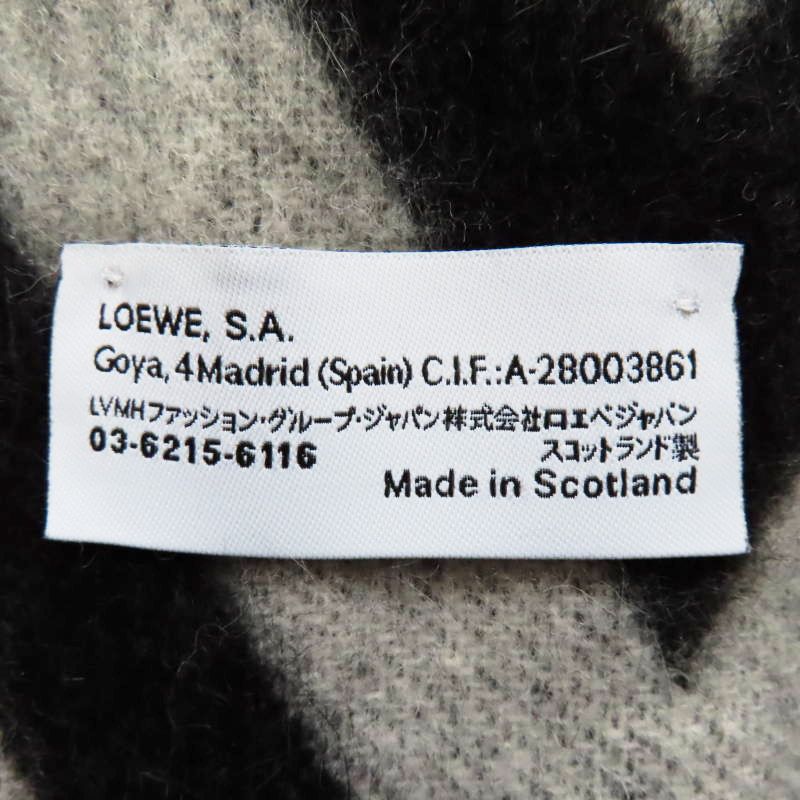 LOEWE, S.A.
Goya, 4 Madrid (Spain) C.I.F.: A-28003861
LVMHファッション・グループ・ジャパン株式会社ロエベジャパン
03-6215-6116 スコットランド製
Made in Scotland